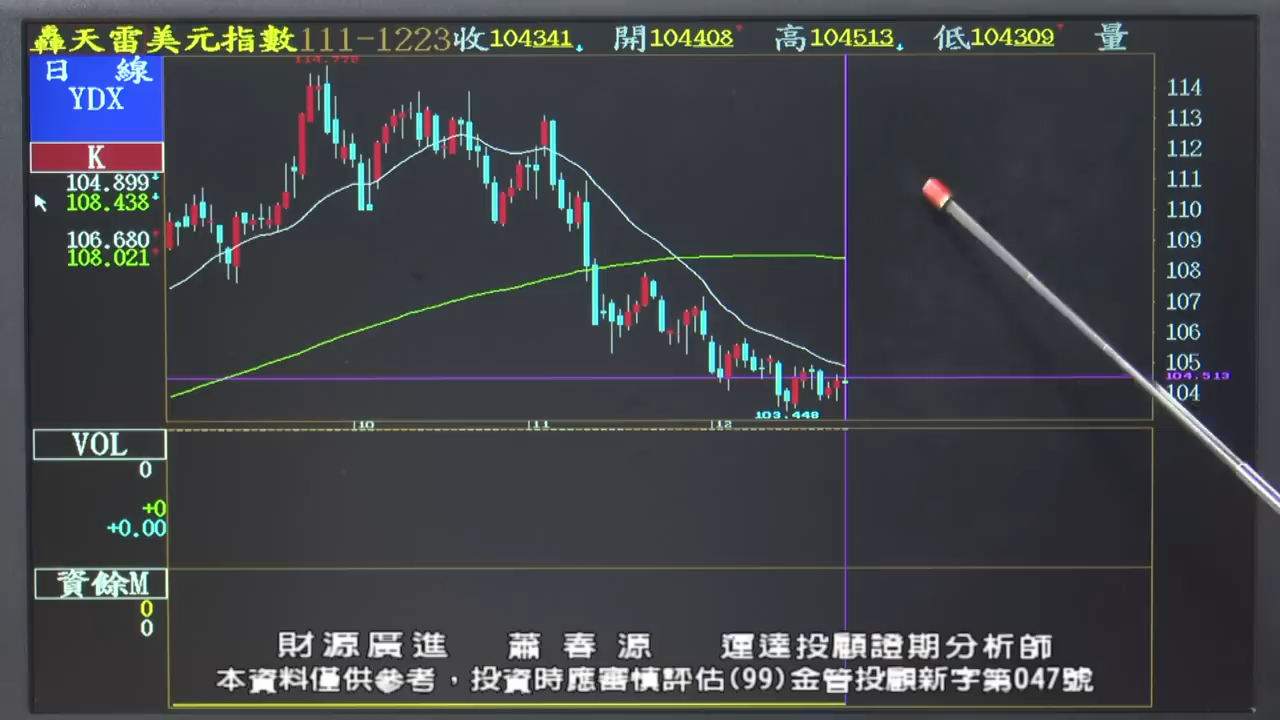 轟天雷美元指數111-1223收104341 開104408 高104513 低104309 量
日 線
YDX
K
104.899
108.438
106.680
108.021
114.778
114
113
112
111
110
109
108
107
106
105
104.513
104
103.448
10 11 12
VOL
0
+0
+0.00
資餘M
0
0
財源廣進 蕭春源 運達投顧證期分析師
本資料僅供參考，投資時應審慎評估(99)金管投顧新字第047號